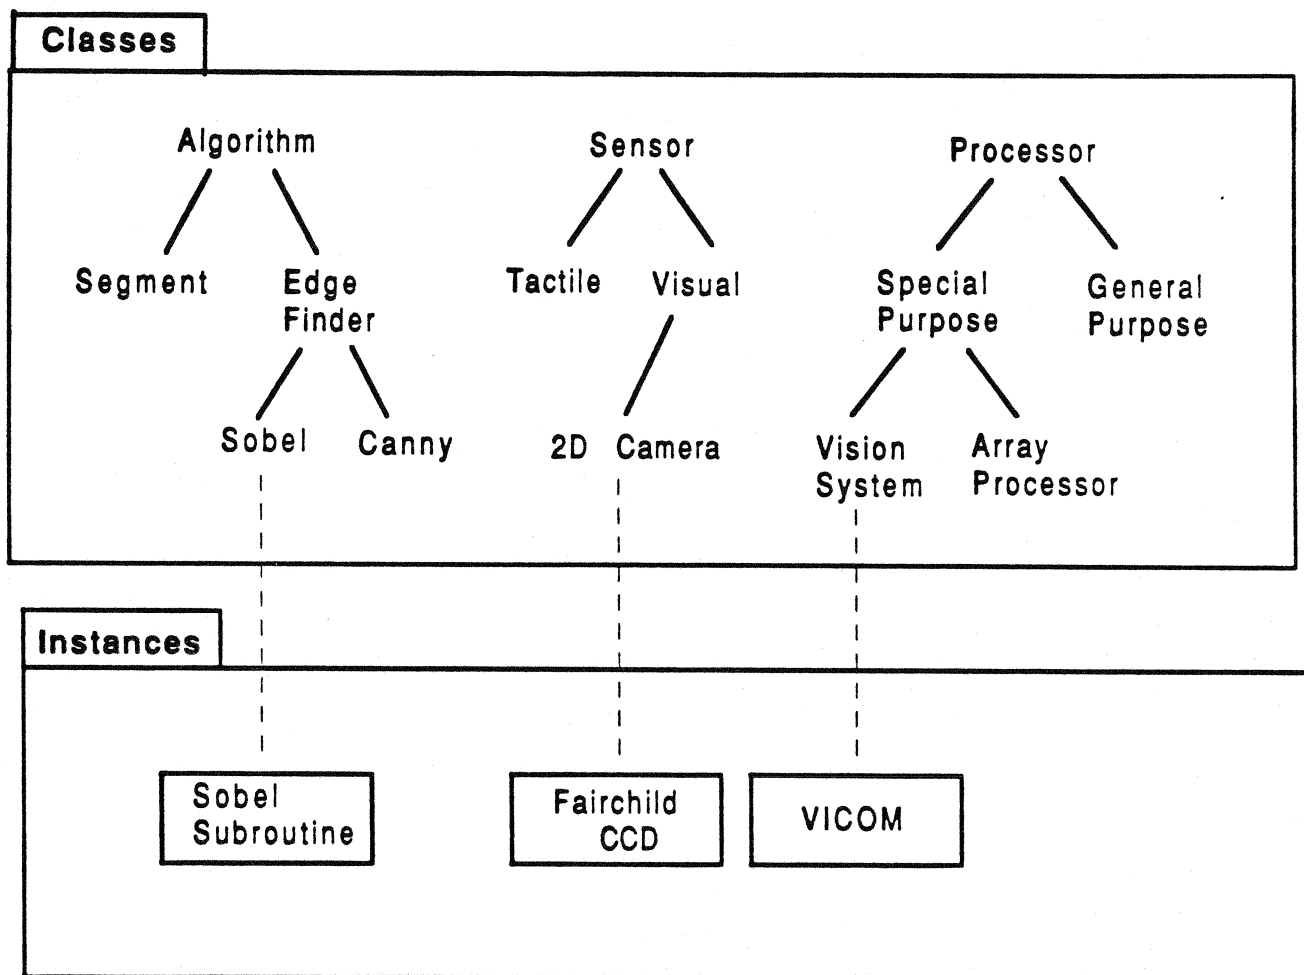 Classes
Algorithm
Sensor
Processor
Segment
Edge
Finder
Tactile
Visual
Special
Purpose
General
Purpose
Sobel
Canny
2D Camera
Vision
System
Array
Processor
Instances
Sobel
Subroutine
Fairchild
CCD
VICOM